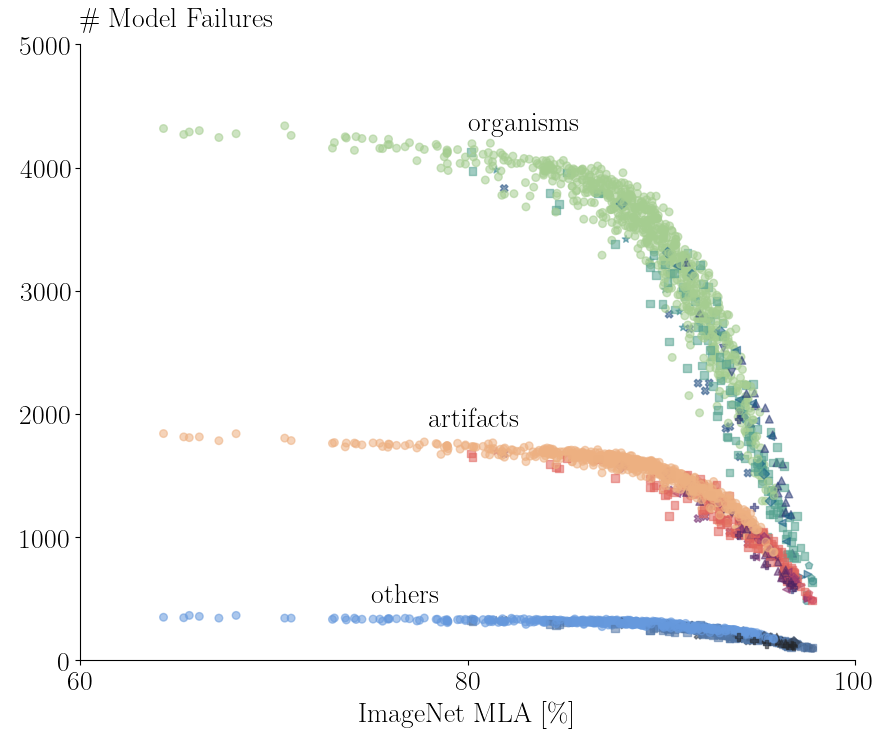 # Model Failures
5000
4000
3000
2000
1000
0
organisms
artifacts
others
60
80
100
ImageNet MLA [%]